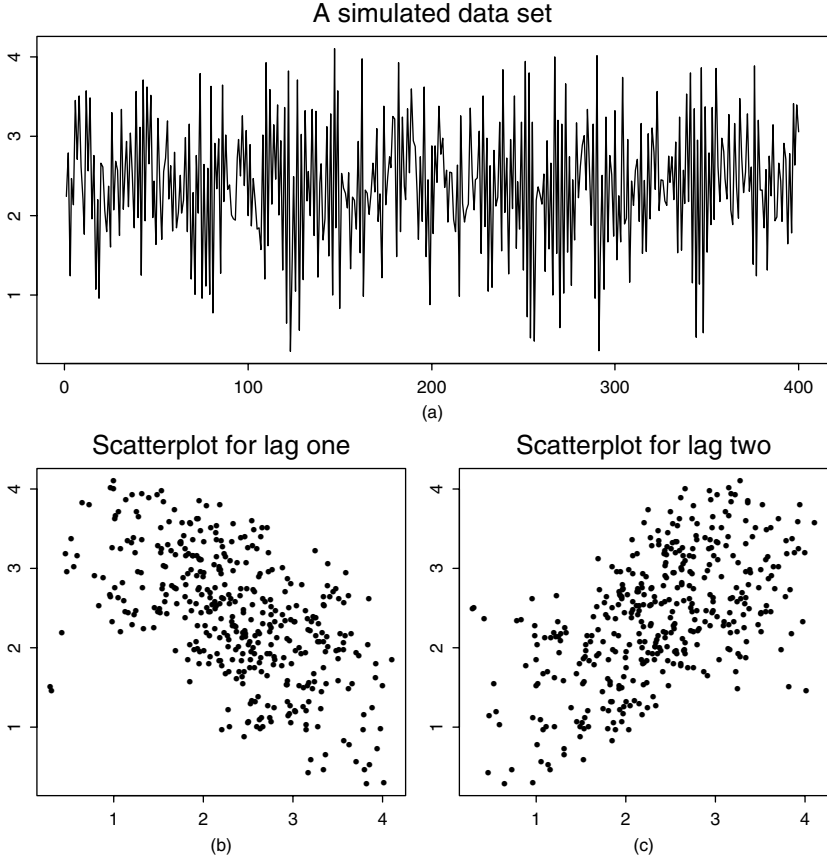 A simulated data set
4
3
2
1
0 100 200 300 400
(a)
Scatterplot for lag one Scatterplot for lag two
4 4
3 3
2 2
1 1
1 2 3 4 1 2 3 4
(b) (c)